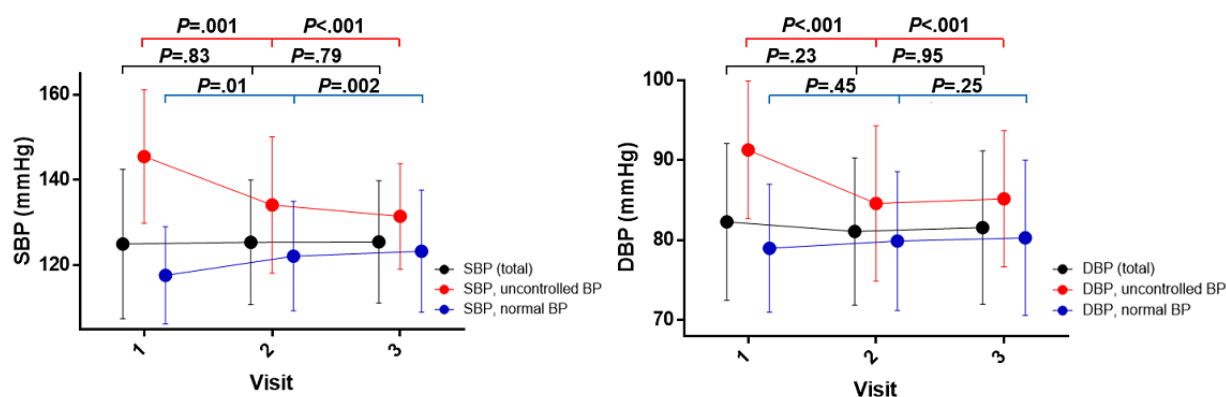 P=.001 P<.001
P=.83 P=.79
P=.01 P=.002
160
140
120
SBP (mmHg)
SBP (total)
SBP, uncontrolled BP
SBP, normal BP
1 2 3
Visit
P<.001 P<.001
P=.23 P=.95
P=.45 P=.25
100
90
80
70
DBP (mmHg)
DBP (total)
DBP, uncontrolled BP
DBP, normal BP
1 2 3
Visit